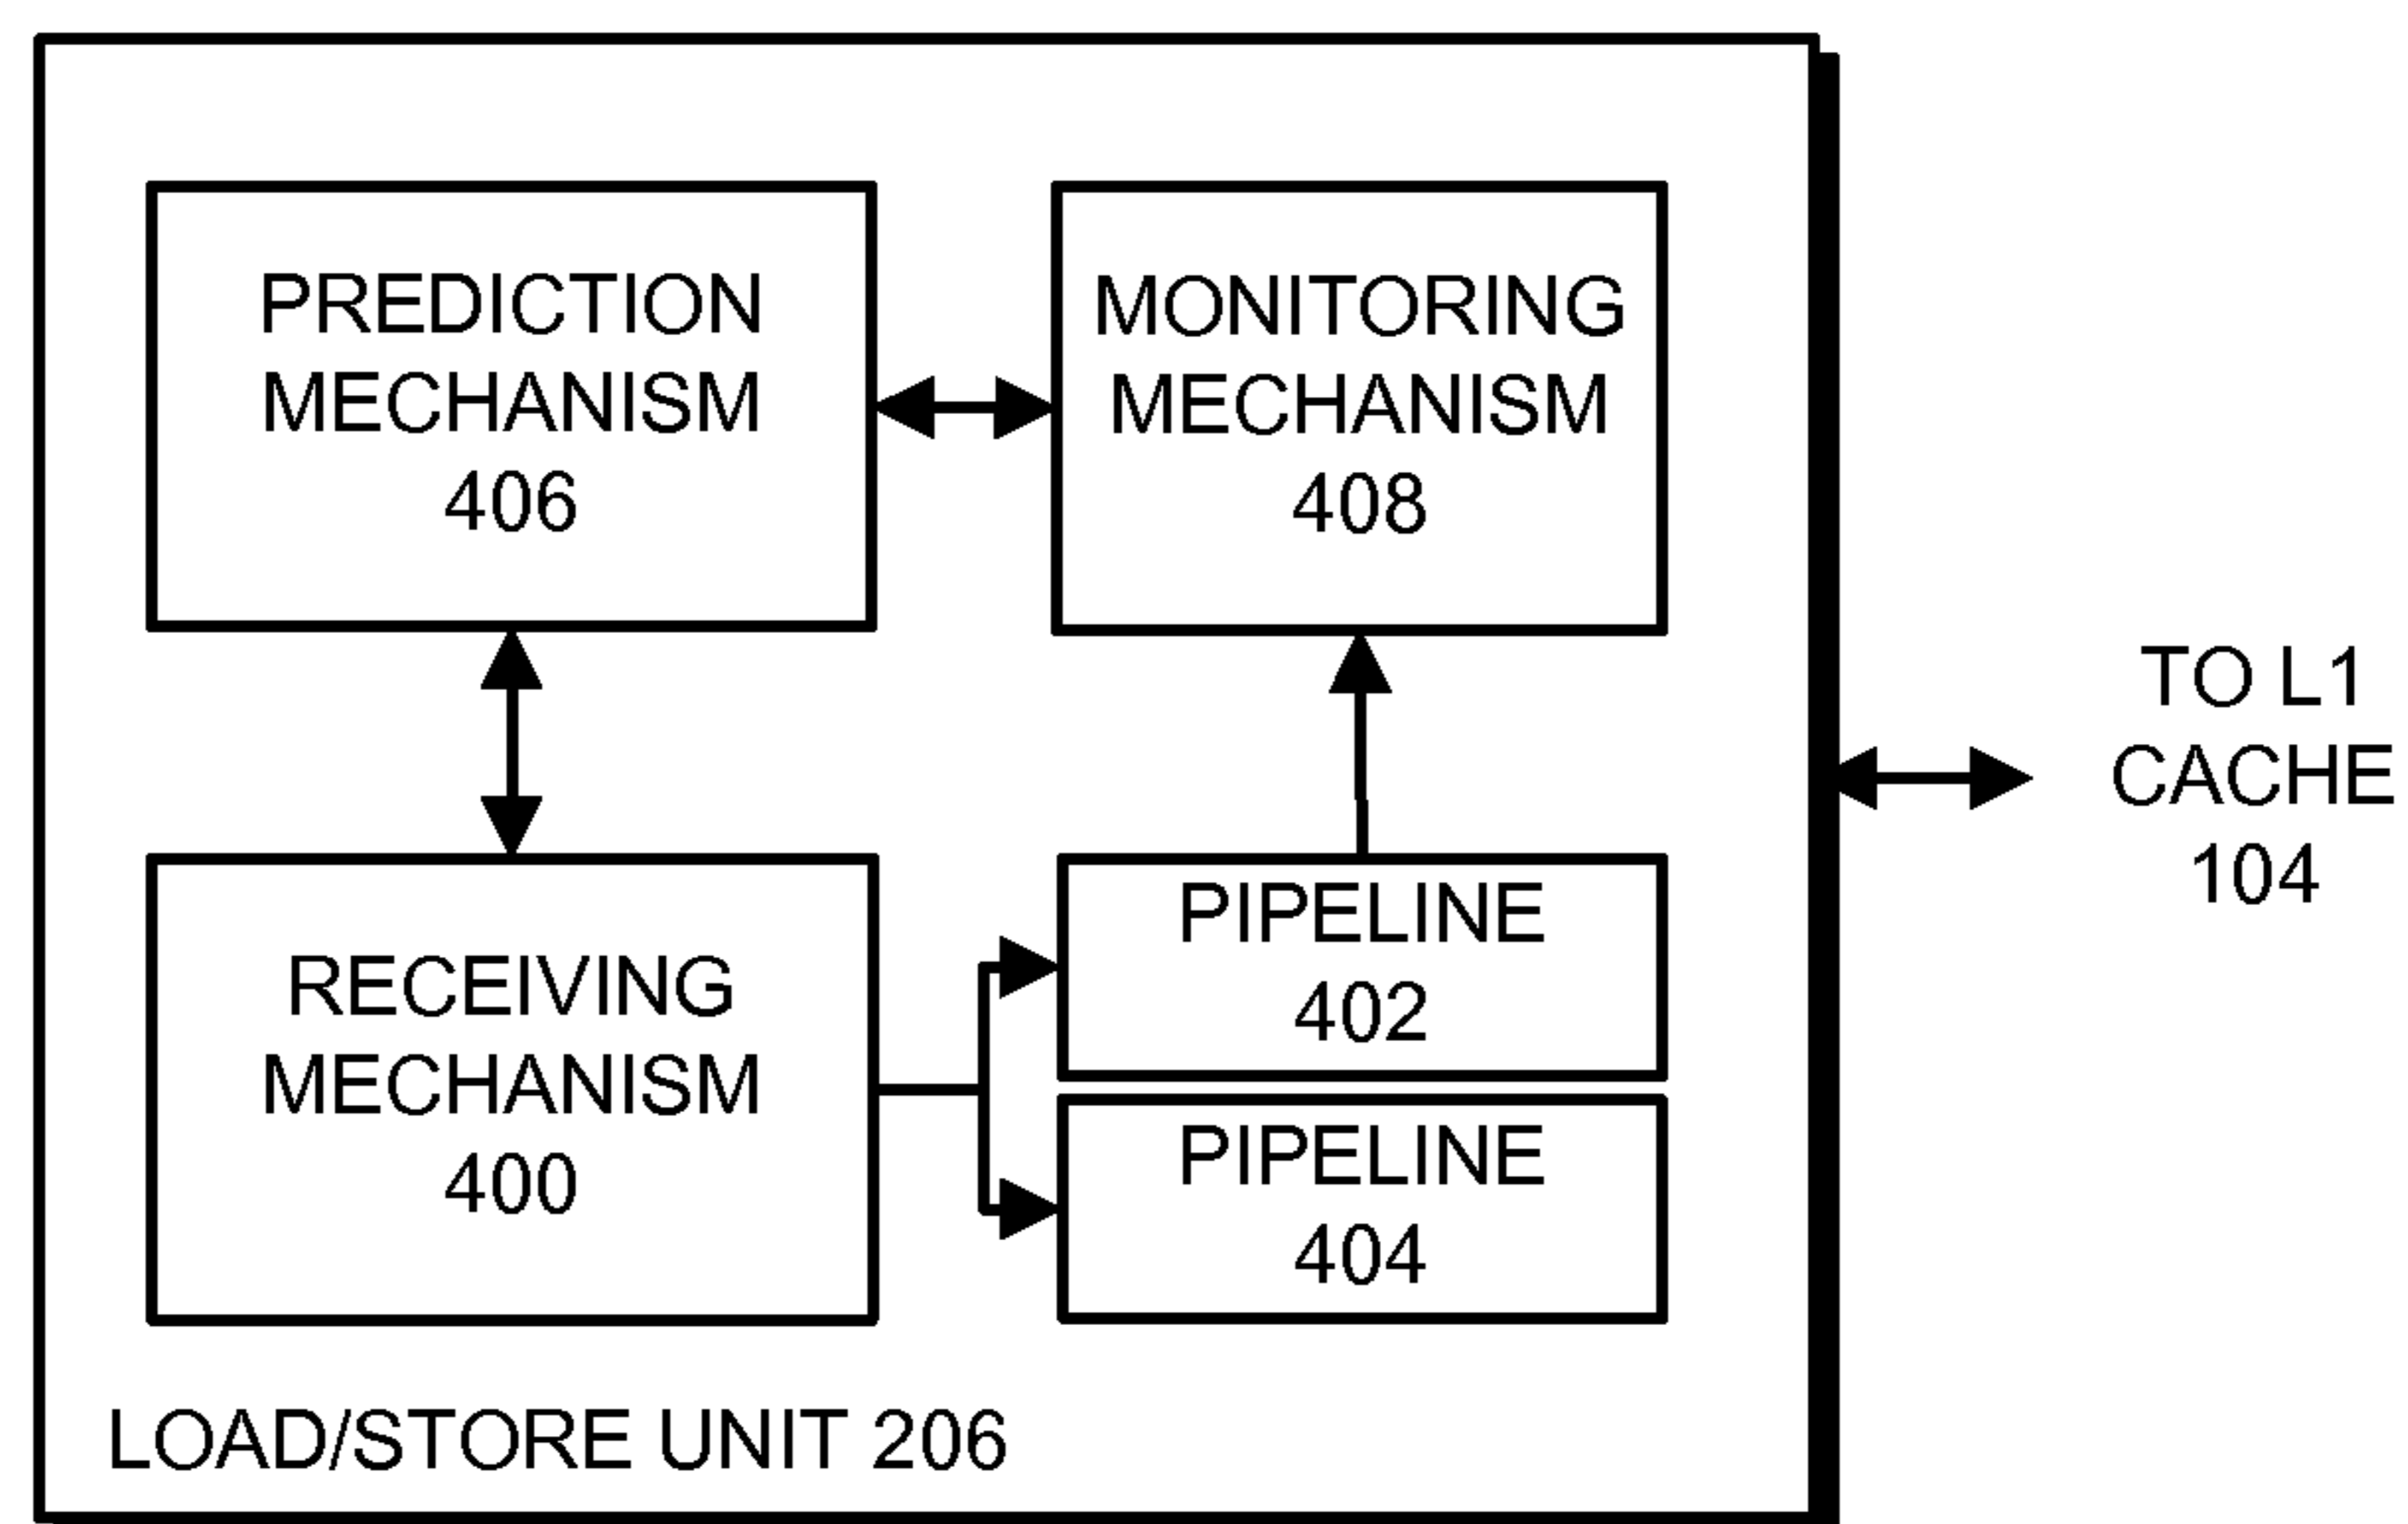 PREDICTION
MECHANISM
406
MONITORING
MECHANISM
408
RECEIVING
MECHANISM
400
PIPELINE
402
PIPELINE
404
LOAD/STORE UNIT 206
TO L1
CACHE
104